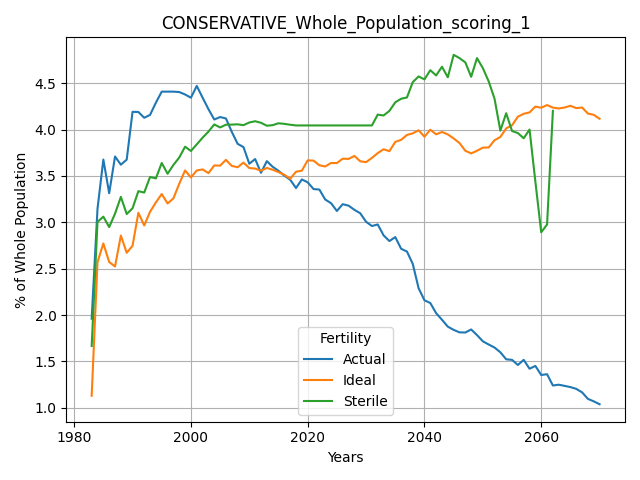 CONSERVATIVE_Whole_Population_scoring_1
% of Whole Population
4.5
4.0
3.5
3.0
2.5
2.0
1.5
1.0
Fertility
Actual
Ideal
Sterile
1980
2000
2020
2040
2060
Years